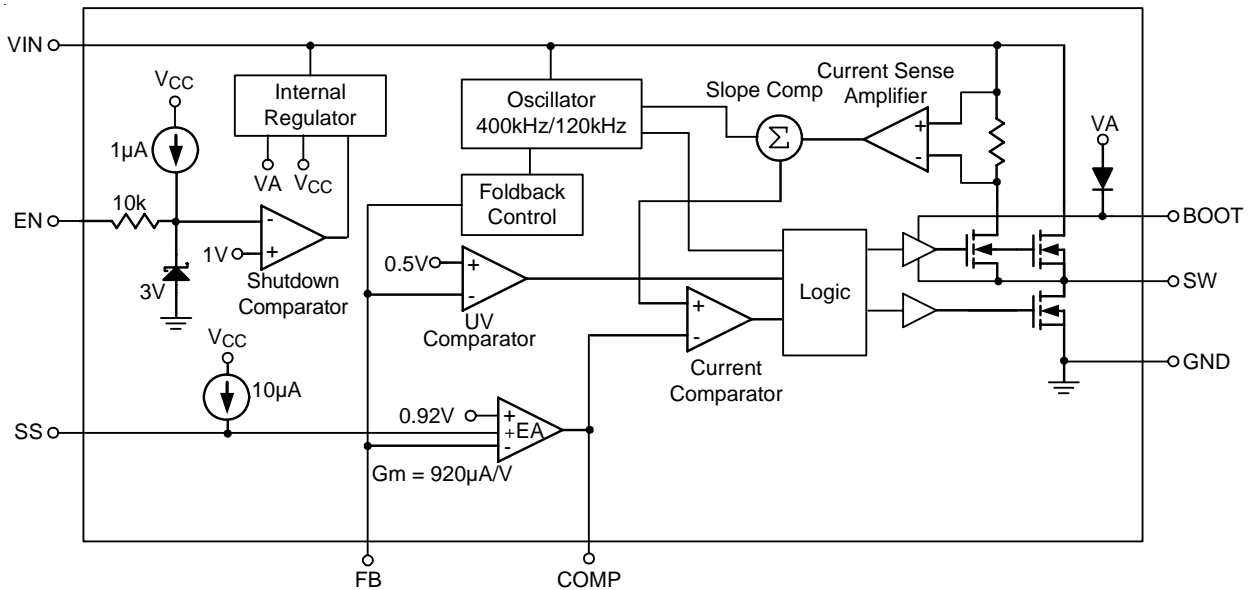 VIN
VCC
Internal
Regulator
Oscillator
400kHz/120kHz
Slope Comp
Current Sense
Amplifier
+
-
Σ
VA
1µA
VA
VCC
Foldback
Control
10k
EN
-
+
1V
Shutdown
Comparator
3V
BOOT
0.5V
+
-
UV
Comparator
Logic
SW
+
-
Current
Comparator
GND
VCC
10µA
SS
0.92V
+
+EA
-
Gm = 920µA/V
FB
COMP